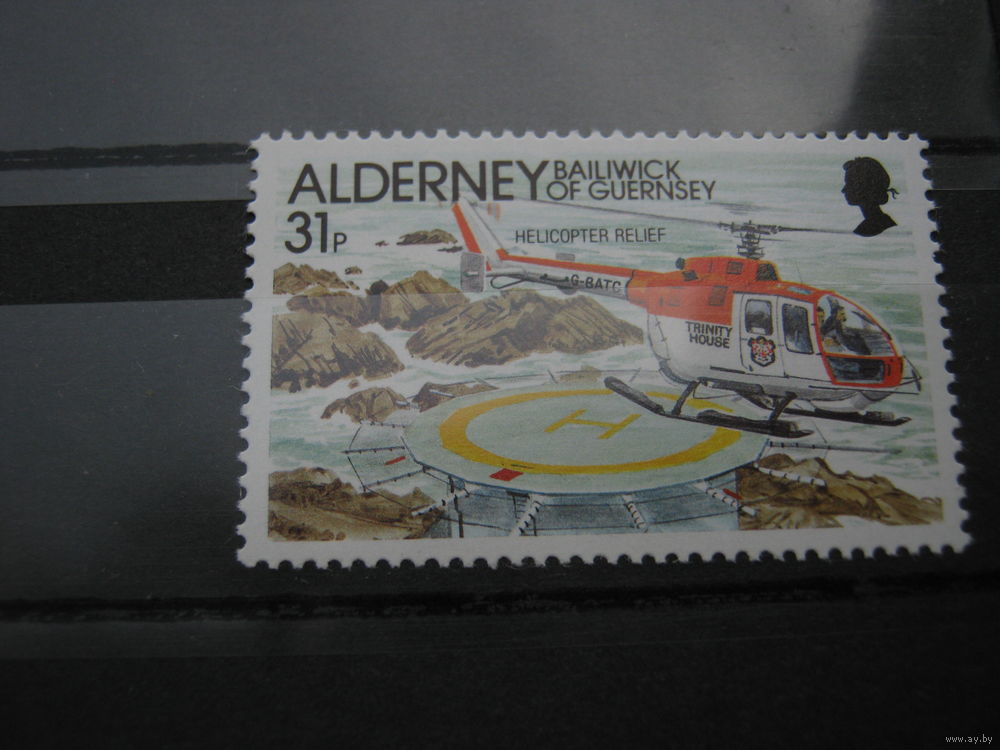 ALDERNEY BAILIWICK
OF GUERNSEY
31P
HELICOPTER RELIEF
G-BATC
TRINITY
HOUSE
H
www.ay.by